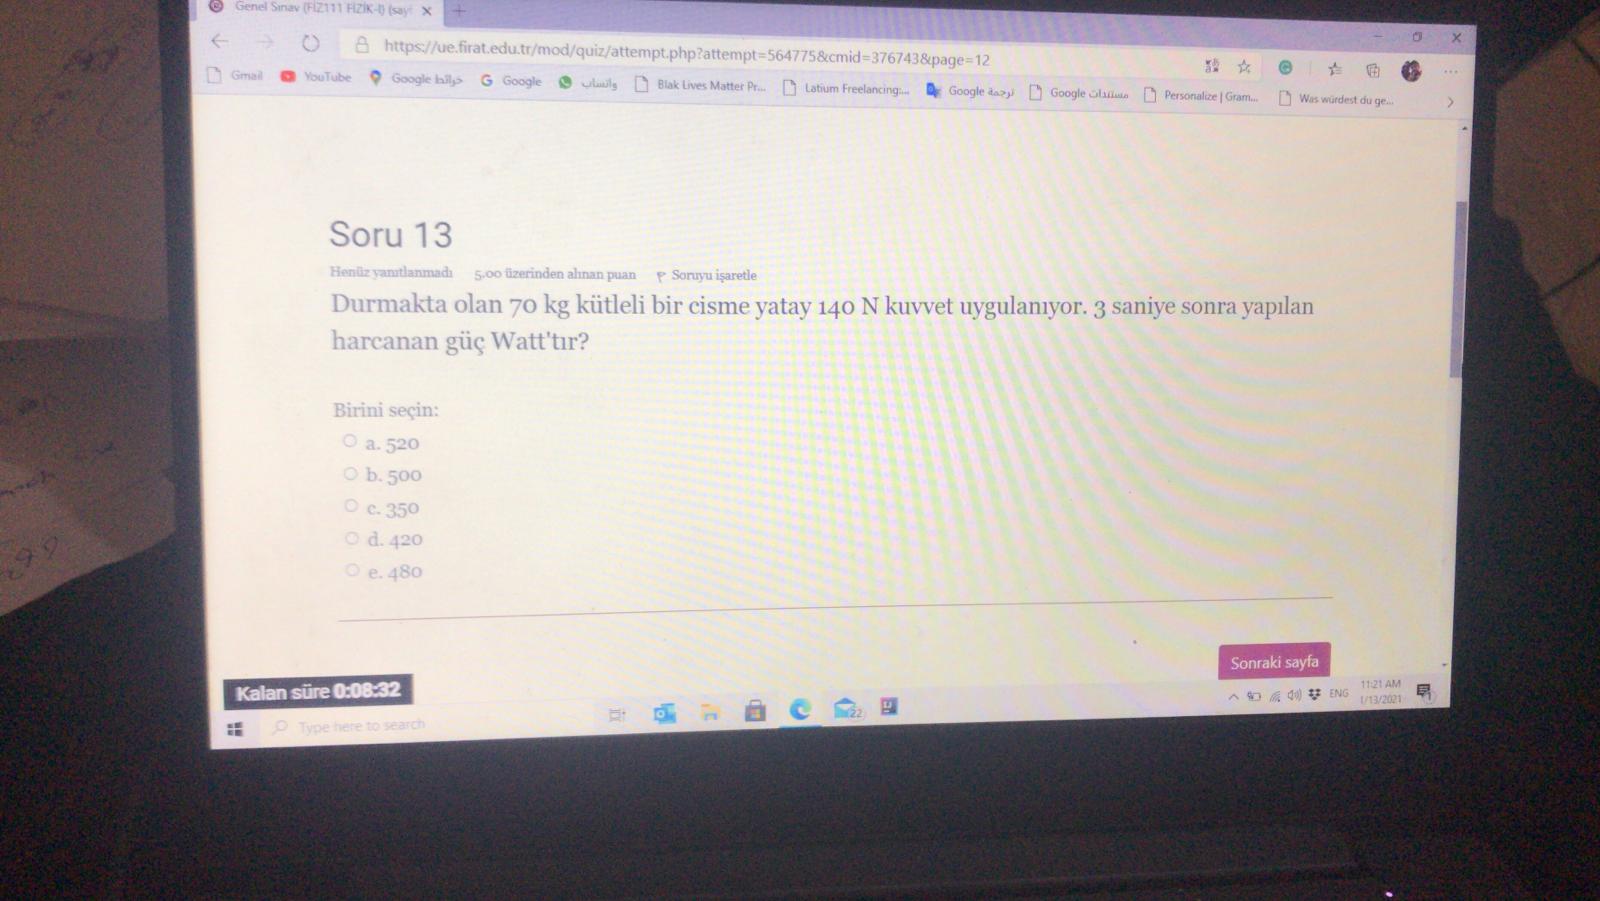 Genel Sınav (FİZ111 FİZİK-I) (sayı
https://ue.firat.edu.tr/mod/quiz/attempt.php?attempt=564775&cmid=376743&page=12
Gmail YouTube Google خرائط Google واتساب Blak Lives Matter Pr... Latium Freelancing:... Google ترجمة Google مستندات Personalize | Gram... Was würdest du ge...
Soru 13
Henüz yanıtlanmadı 5,00 üzerinden alınan puan Soruyu işaretle
Durmakta olan 70 kg kütleli bir cisme yatay 140 N kuvvet uygulanıyor. 3 saniye sonra yapılan
harcanan güç Watt'tır?
Birini seçin:
a. 520
b. 500
c. 350
d. 420
e. 480
Sonraki sayfa
Kalan süre 0:08:32
Type here to search
22
ENG
11:21 AM
1/13/2021